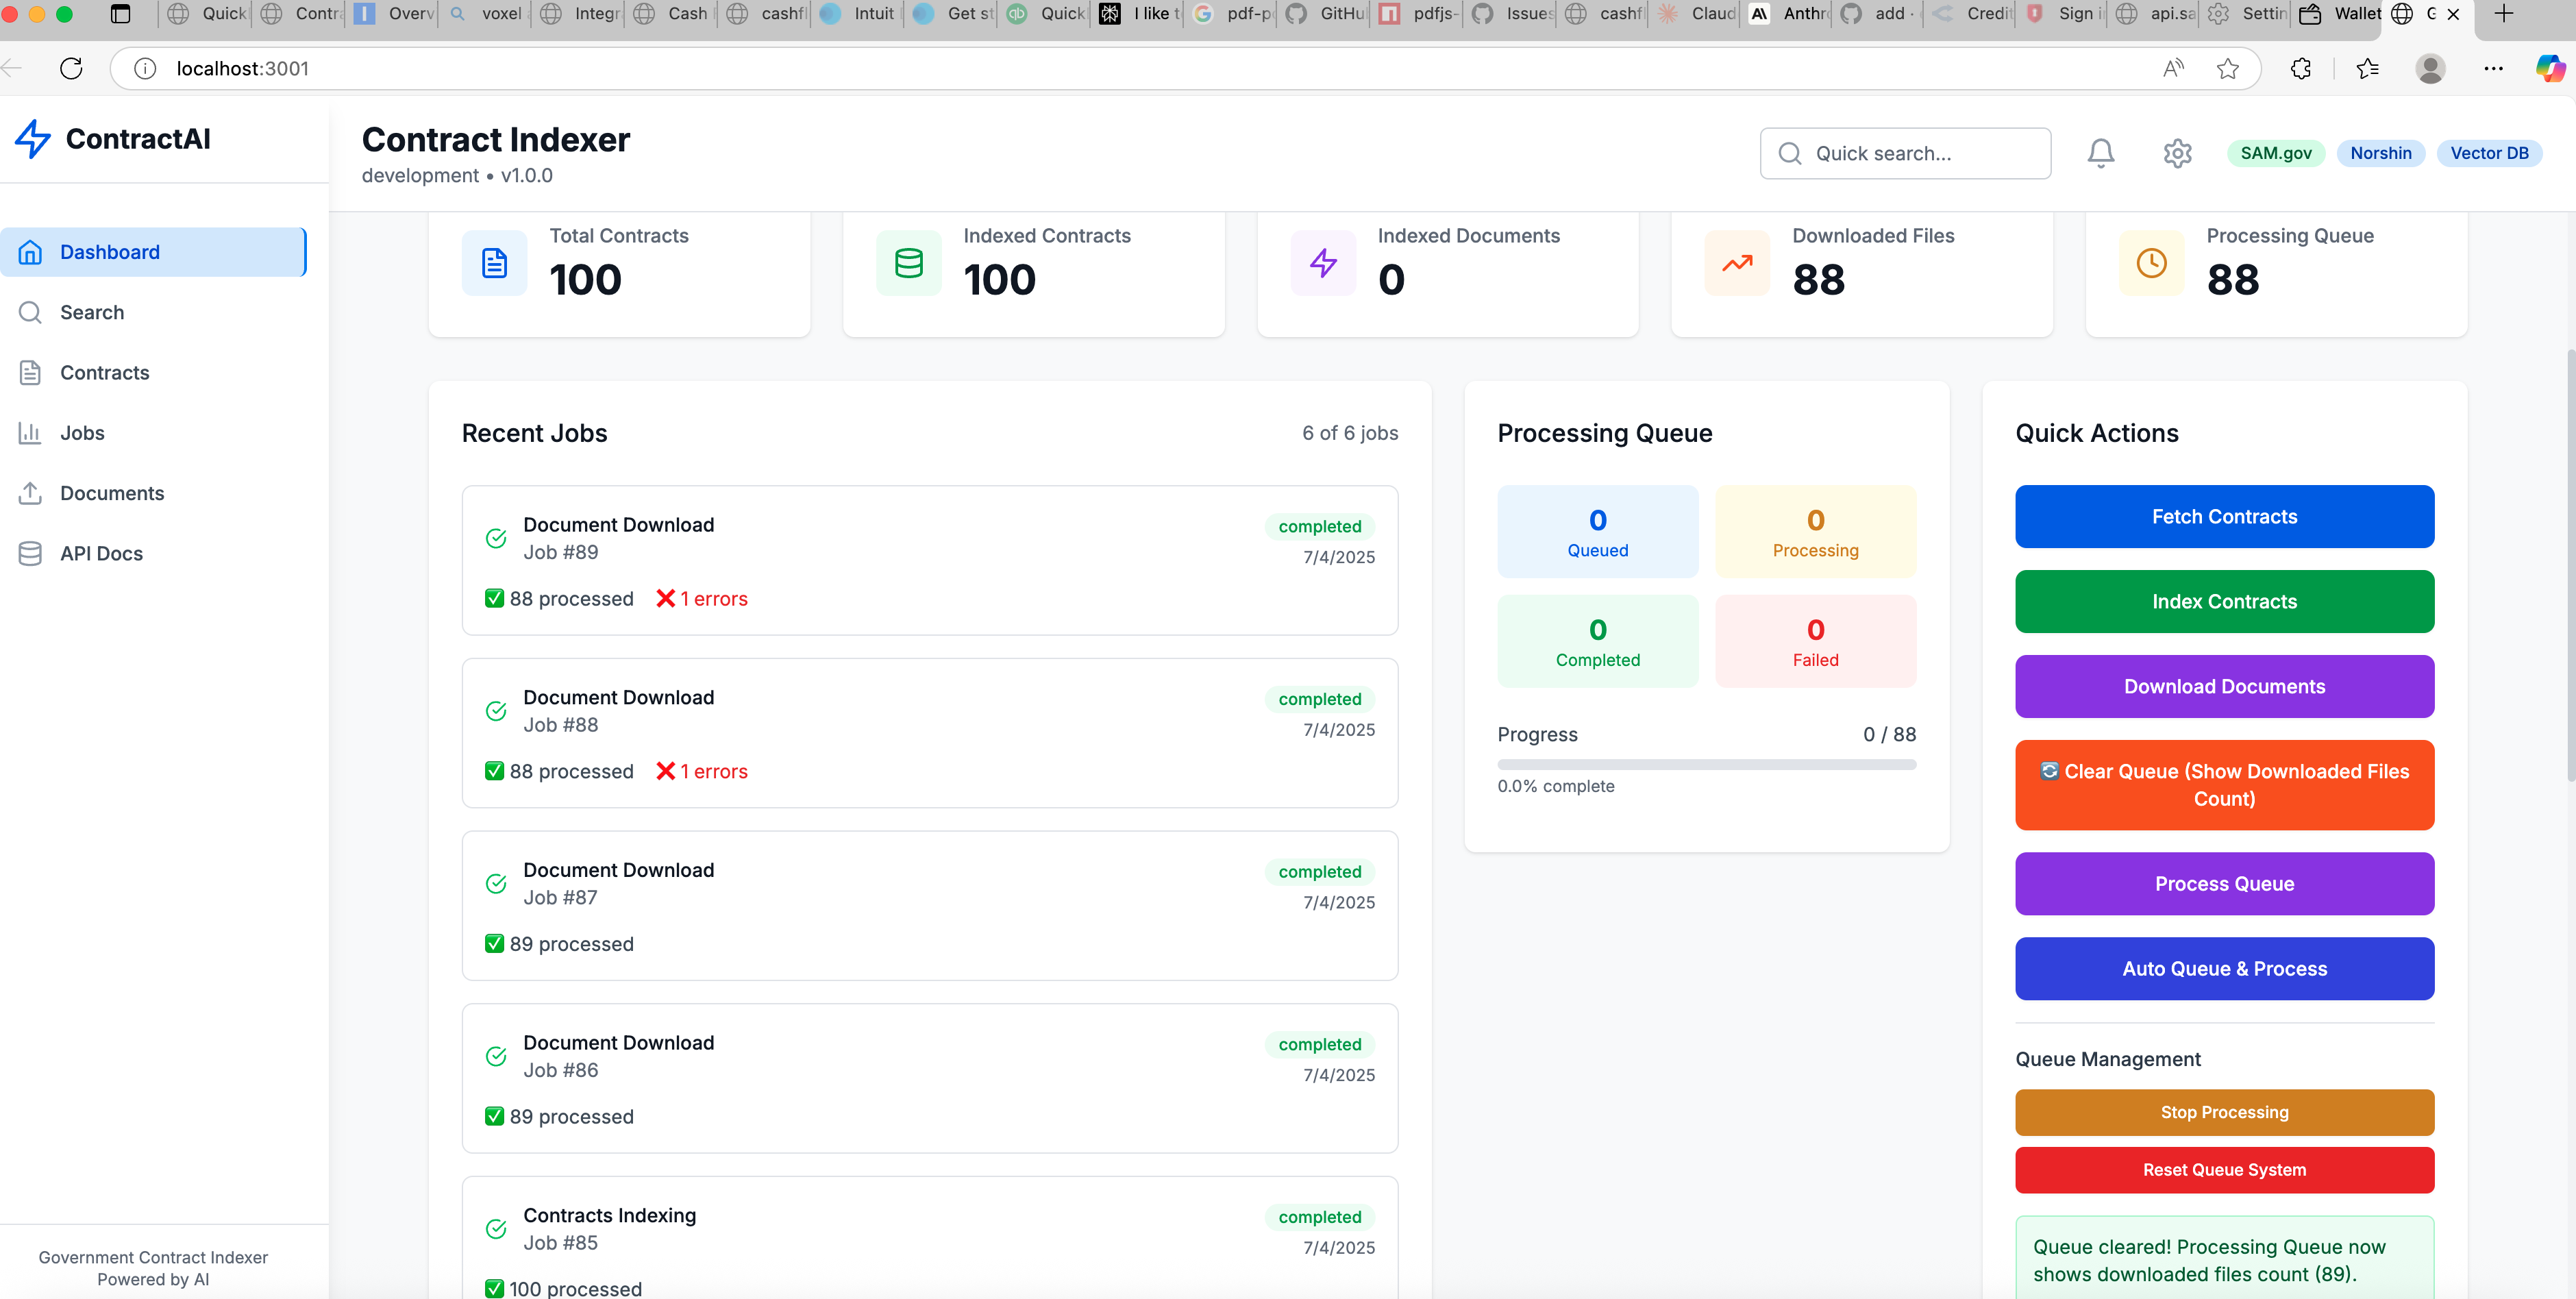 Quick
Contra
Overv
voxel
Integr
Cash
cashfi
Intuit
Get st
Quick
I like t
pdf-p
GitHu
pdfjs-
Issues
cashfi
Claud
Anthr
add ·
Credit
Sign i
api.sa
Settin
Wallet
G
localhost:3001
ContractAI
Contract Indexer
development • v1.0.0
Quick search...
SAM.gov
Norshin
Vector DB
Dashboard
Search
Contracts
Jobs
Documents
API Docs
Government Contract Indexer
Powered by AI
Total Contracts
100
Indexed Contracts
100
Indexed Documents
0
Downloaded Files
88
Processing Queue
88
Recent Jobs
6 of 6 jobs
Document Download
completed
Job #89
7/4/2025
✅ 88 processed ❌ 1 errors
Document Download
completed
Job #88
7/4/2025
✅ 88 processed ❌ 1 errors
Document Download
completed
Job #87
7/4/2025
✅ 89 processed
Document Download
completed
Job #86
7/4/2025
✅ 89 processed
Contracts Indexing
completed
Job #85
7/4/2025
✅ 100 processed
Processing Queue
0
Queued
0
Processing
0
Completed
0
Failed
Progress
0 / 88
0.0% complete
Quick Actions
Fetch Contracts
Index Contracts
Download Documents
🔄 Clear Queue (Show Downloaded Files
Count)
Process Queue
Auto Queue & Process
Queue Management
Stop Processing
Reset Queue System
Queue cleared! Processing Queue now
shows downloaded files count (89).